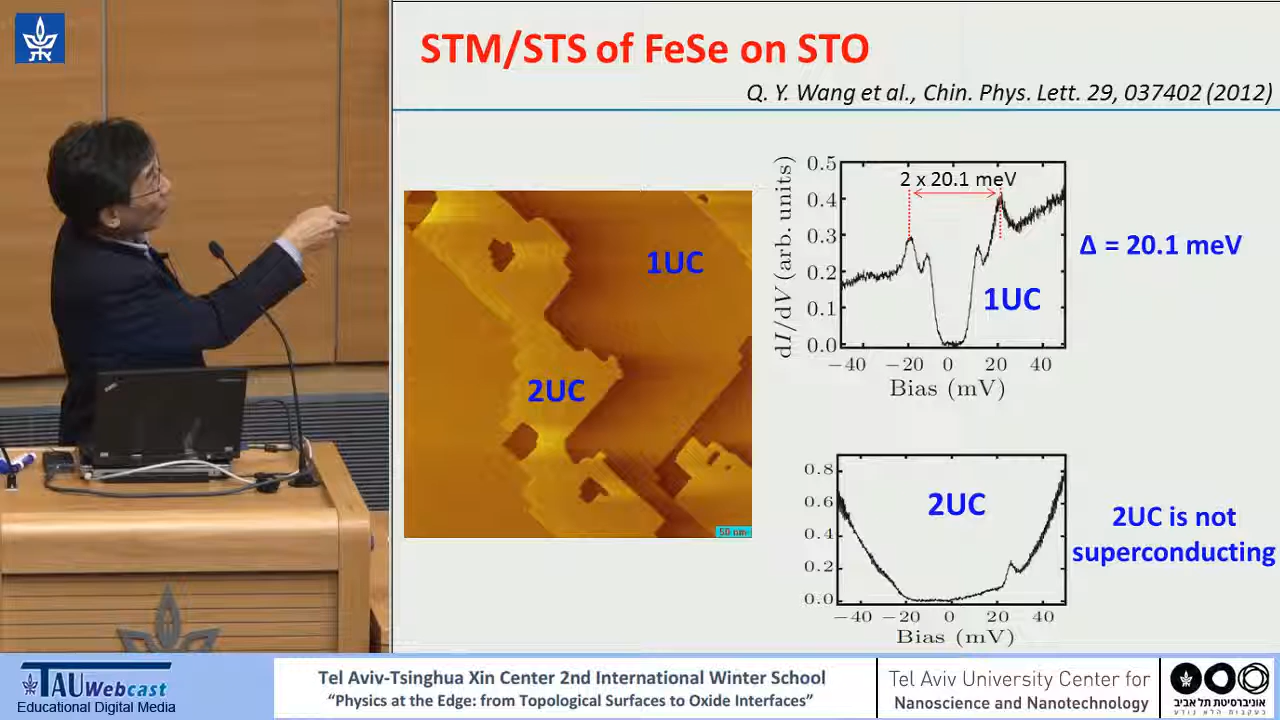 STM/STS of FeSe on STO
Q. Y. Wang et al., Chin. Phys. Lett. 29, 037402 (2012)
1UC
2UC
50 nm
0.5
0.4
0.3
0.2
0.1
0.0
dI/dV (arb. units)
2 x 20.1 meV
1UC
−40 −20 0 20 40
Bias (mV)
Δ = 20.1 meV
0.8
0.6
0.4
0.2
0.0
2UC
−40 −20 0 20 40
Bias (mV)
2UC is not
superconducting
TAU Webcast
Educational Digital Media
Tel Aviv-Tsinghua Xin Center 2nd International Winter School
“Physics at the Edge: from Topological Surfaces to Oxide Interfaces”
Tel Aviv University Center for
Nanoscience and Nanotechnology
אוניברסיטת תל אביב